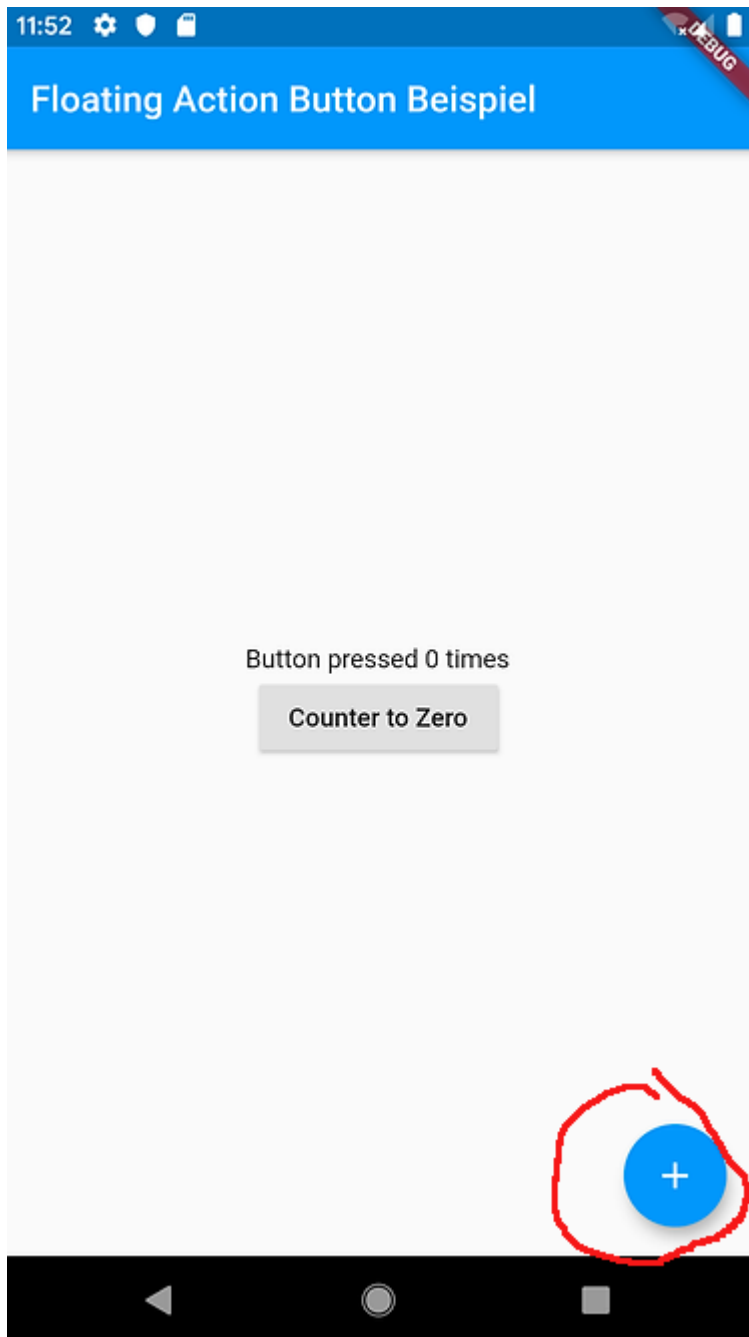 11:52
DEBUG
Floating Action Button Beispiel
Button pressed 0 times
Counter to Zero
+